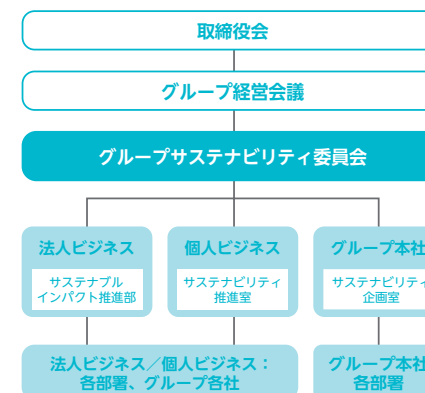 取締役会
グループ経営会議
グループサステナビリティ委員会
法人ビジネス
サステナブル
インパクト推進部
個人ビジネス
サステナビリティ
推進室
グループ本社
サステナビリティ
企画室
法人ビジネス／個人ビジネス：
各部署、グループ各社
グループ本社
各部署